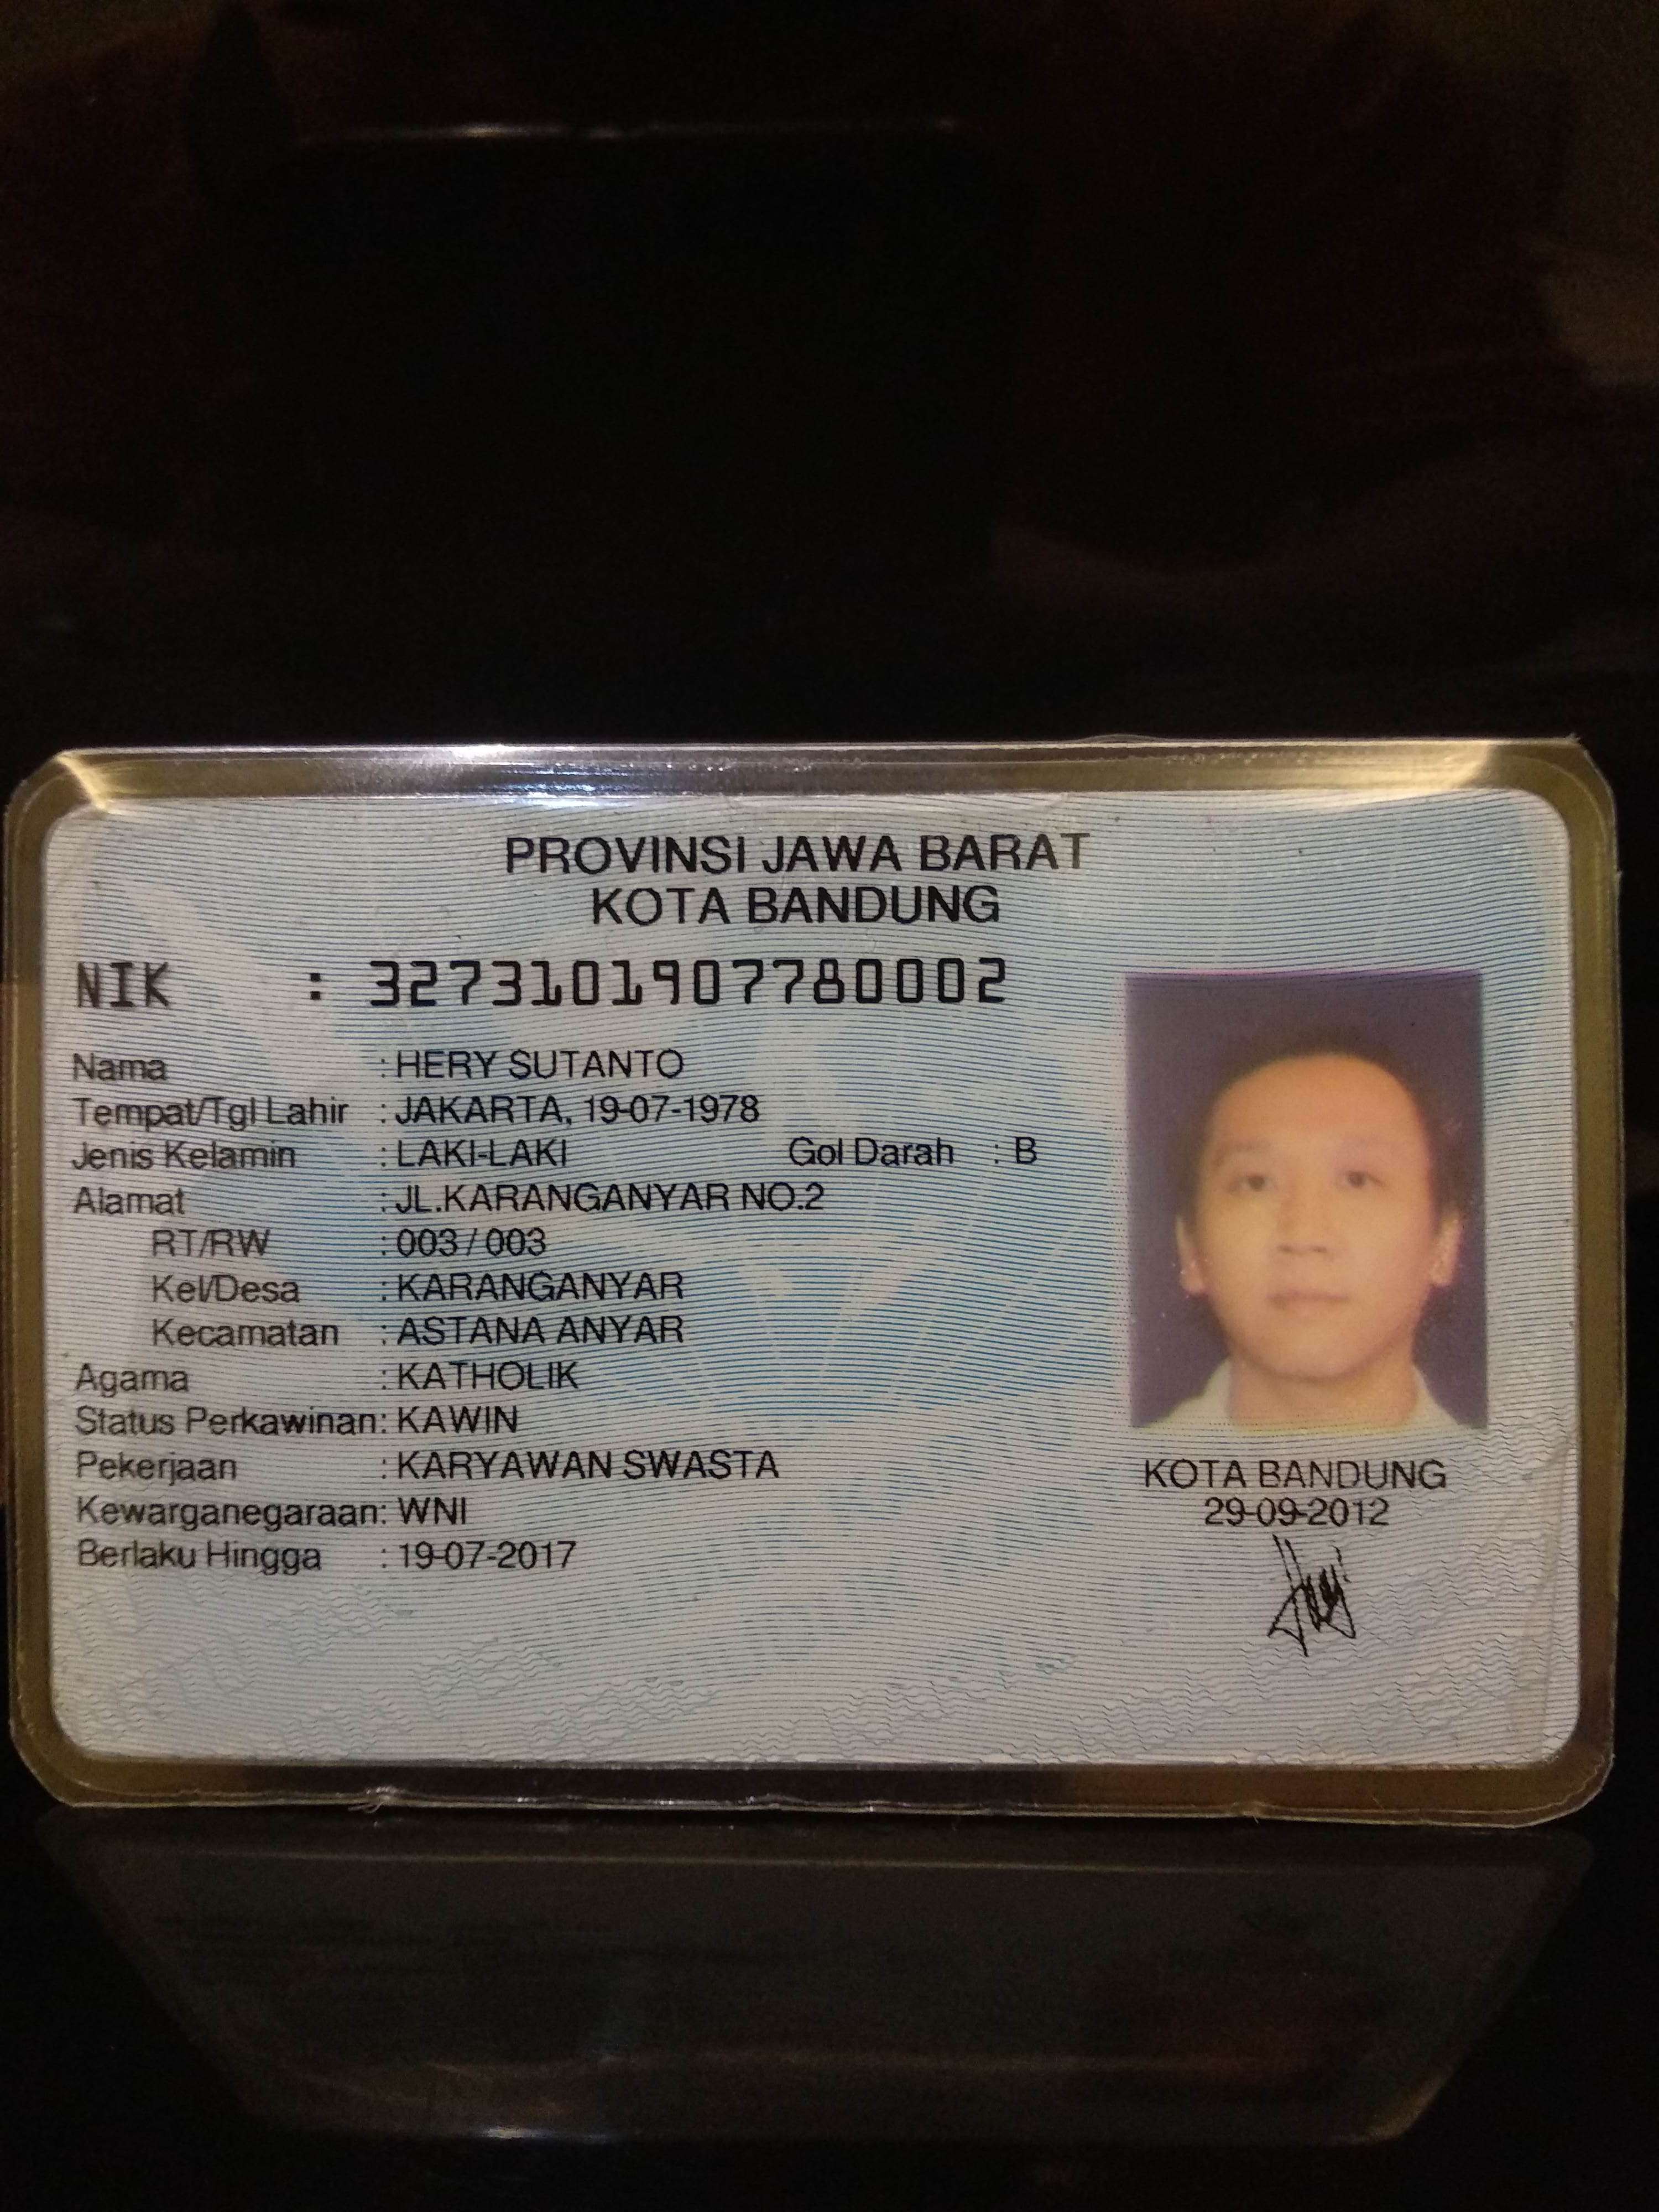 PROVINSI JAWA BARAT
KOTA BANDUNG
NIK : 3273101907780002
Nama : HERY SUTANTO
Tempat/Tgl Lahir : JAKARTA, 19-07-1978
Jenis Kelamin : LAKI-LAKI Gol Darah : B
Alamat : JL.KARANGANYAR NO.2
RT/RW : 003 / 003
Kel/Desa : KARANGANYAR
Kecamatan : ASTANA ANYAR
Agama : KATHOLIK
Status Perkawinan: KAWIN
Pekerjaan : KARYAWAN SWASTA
Kewarganegaraan: WNI
Berlaku Hingga : 19-07-2017
KOTA BANDUNG
29-09-2012